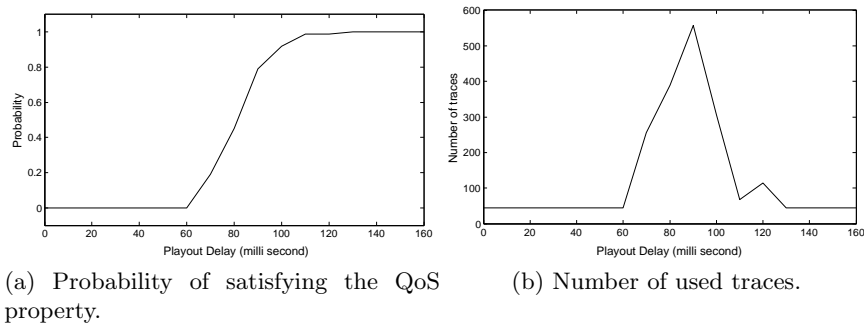 1
0.8
0.6
0.4
0.2
0
Probability
0 20 40 60 80 100 120 140 160
Playout Delay (milli second)
(a) Probability of satisfying the QoS
property.
600
500
400
300
200
100
0
Number of traces
0 20 40 60 80 100 120 140 160
Playout Delay (milli second)
(b) Number of used traces.